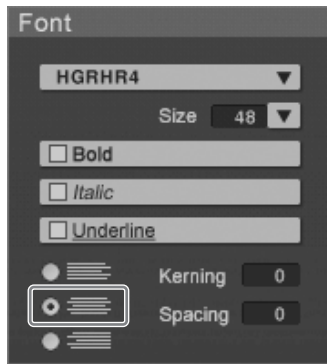 Font
HGRHR4
Size 48
Bold
Italic
Underline
Kerning 0
Spacing 0